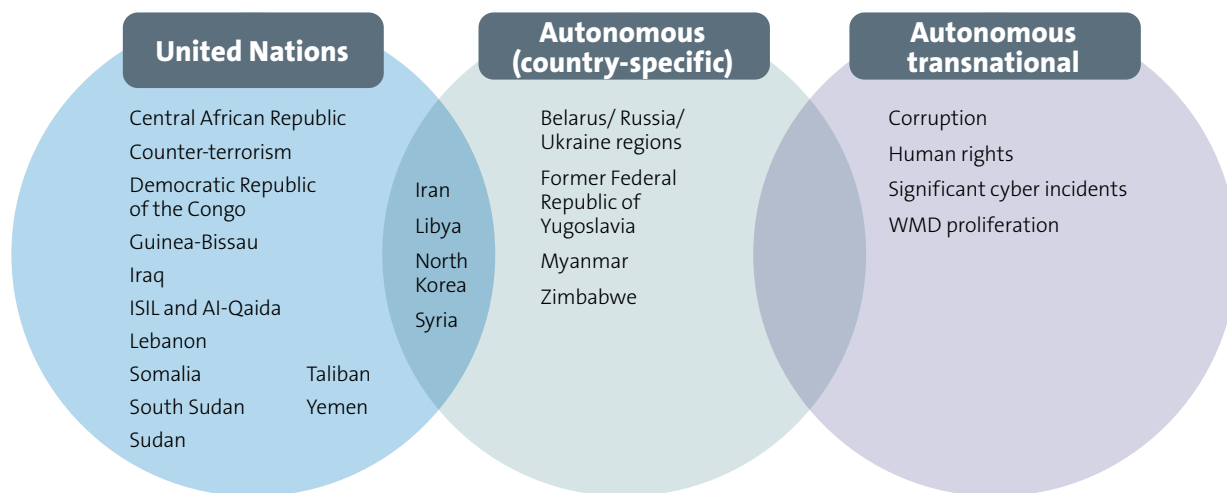 United Nations
Central African Republic
Counter-terrorism
Democratic Republic
of the Congo
Guinea-Bissau
Iraq
ISIL and AI-Qaida
Lebanon
Somalia
South Sudan
Sudan
Taliban
Yemen
Iran
Libya
North
Korea
Syria
Autonomous
(country-specific)
Belarus/ Russia/
Ukraine regions
Former Federal
Republic of
Yugoslavia
Myanmar
Zimbabwe
Autonomous
transnational
Corruption
Human rights
Significant cyber incidents
WMD proliferation